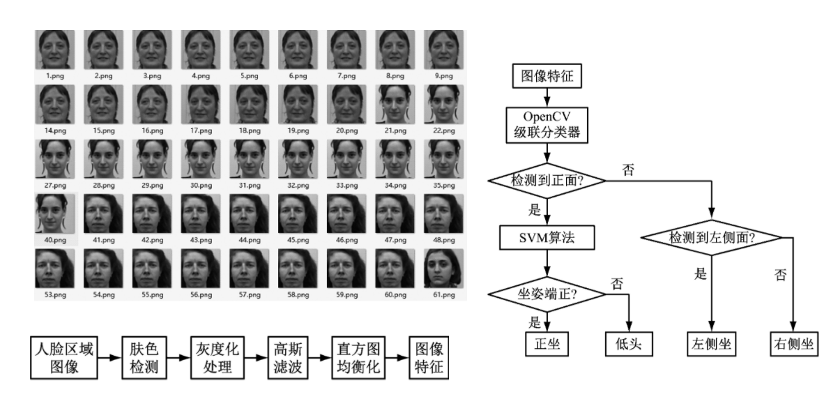 1.png 2.png 3.png 4.png 5.png 6.png 7.png 8.png 9.png
14.png 15.png 16.png 17.png 18.png 19.png 20.png 21.png 22.png
27.png 28.png 29.png 30.png 31.png 32.png 33.png 34.png 35.png
40.png 41.png 42.png 43.png 44.png 45.png 46.png 47.png 48.png
53.png 54.png 55.png 56.png 57.png 58.png 59.png 60.png 61.png
人脸区域
图像
肤色
检测
灰度化
处理
高斯
滤波
直方图
均衡化
图像
特征
图像特征
OpenCV
级联分类器
检测到正面?
否
是
SVM算法
检测到左侧面?
坐姿端正?
否
是
否
是
正坐
低头
左侧坐
右侧坐